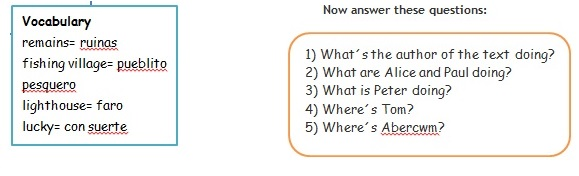 Vocabulary
remains= ruinas
fishing village= pueblito
pesquero
lighthouse= faro
lucky= con suerte
Now answer these questions:
1) What´s the author of the text doing?
2) What are Alice and Paul doing?
3) What is Peter doing?
4) Where´s Tom?
5) Where´s Abercwm?